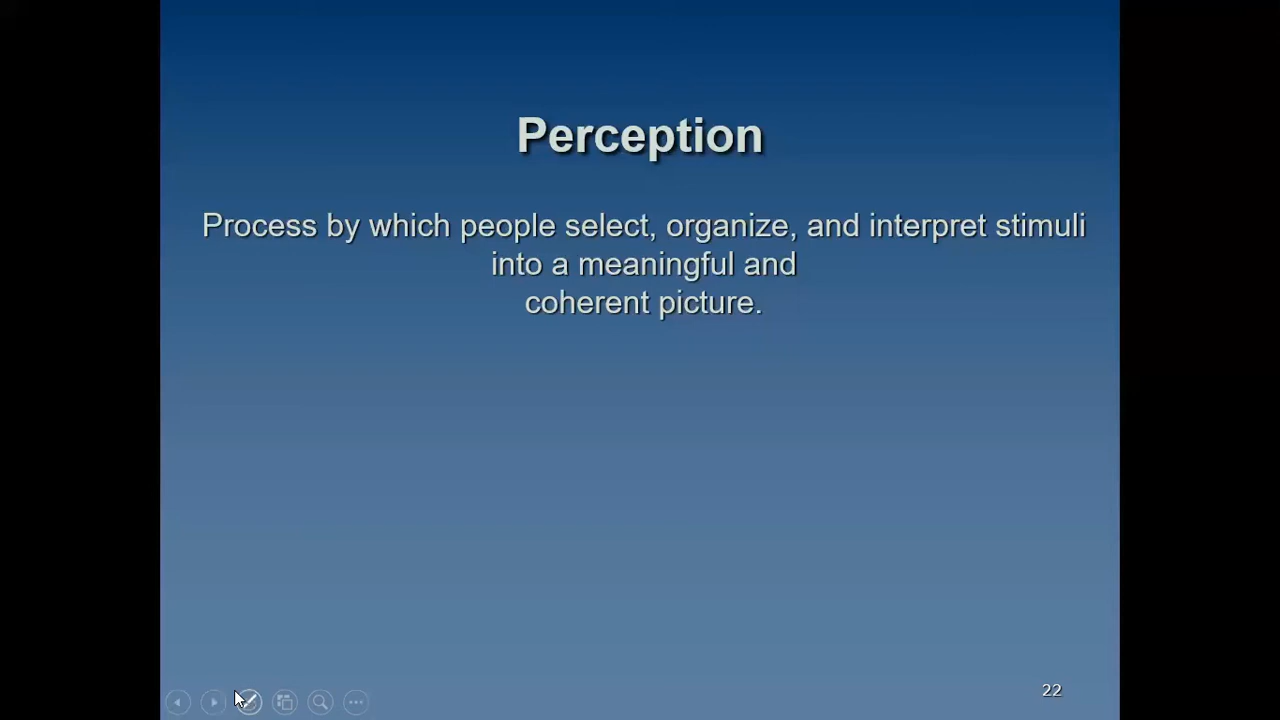 Perception
Process by which people select, organize, and interpret stimuli
into a meaningful and
coherent picture.
22